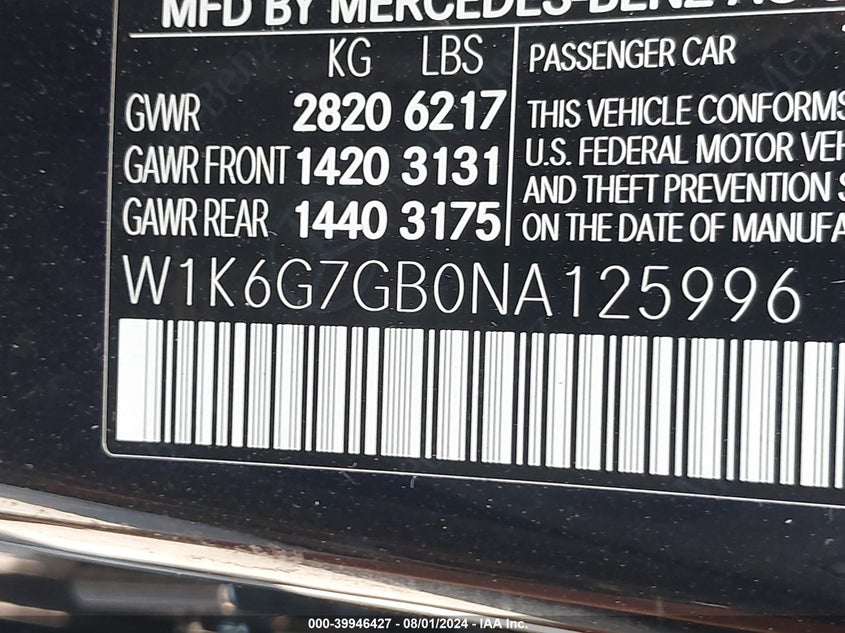 MFD BY MERCEDES-BENZ AG
KG LBS
GVWR 2820 6217
GAWR FRONT 1420 3131
GAWR REAR 1440 3175
PASSENGER CAR
THIS VEHICLE CONFORMS
U.S. FEDERAL MOTOR VEH
AND THEFT PREVENTION S
ON THE DATE OF MANUFA
W1K6G7GB0NA125996
000-39946427 - 08/01/2024 - IAA Inc.